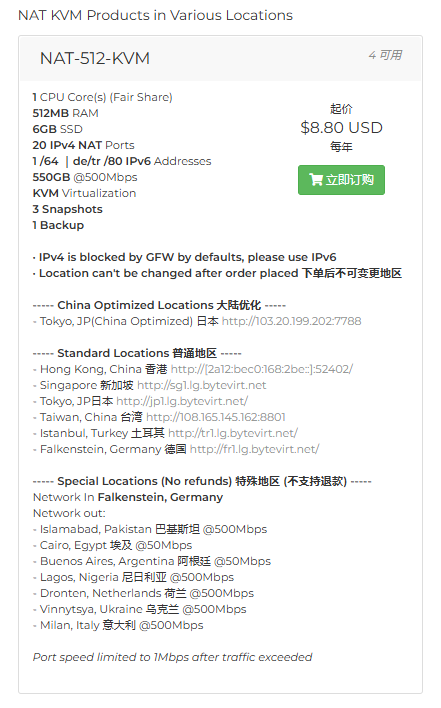 NAT KVM Products in Various Locations
NAT-512-KVM
4 可用
1 CPU Core(s) (Fair Share)
512MB RAM
6GB SSD
20 IPv4 NAT Ports
1 /64 | de/tr /80 IPv6 Addresses
550GB @500Mbps
KVM Virtualization
3 Snapshots
1 Backup
起价
$8.80 USD
每年
立即订购
· IPv4 is blocked by GFW by defaults, please use IPv6
· Location can't be changed after order placed 下单后不可变更地区
----- China Optimized Locations 大陆优化 -----
- Tokyo, JP(China Optimized) 日本 http://103.20.199.202:7788
----- Standard Locations 普通地区 -----
- Hong Kong, China 香港 http://[2a12:bec0:168:2be::]:52402/
- Singapore 新加坡 http://sg1.lg.bytevirt.net
- Tokyo, JP日本 http://jp1.lg.bytevirt.net/
- Taiwan, China 台湾 http://108.165.145.162:8801
- Istanbul, Turkey 土耳其 http://tr1.lg.bytevirt.net/
- Falkenstein, Germany 德国 http://fr1.lg.bytevirt.net/
----- Special Locations (No refunds) 特殊地区 (不支持退款) -----
Network In Falkenstein, Germany
Network out:
- Islamabad, Pakistan 巴基斯坦 @500Mbps
- Cairo, Egypt 埃及 @50Mbps
- Buenos Aires, Argentina 阿根廷 @50Mbps
- Lagos, Nigeria 尼日利亚 @500Mbps
- Dronten, Netherlands 荷兰 @500Mbps
- Vinnytsya, Ukraine 乌克兰 @500Mbps
- Milan, Italy 意大利 @500Mbps
Port speed limited to 1Mbps after traffic exceeded